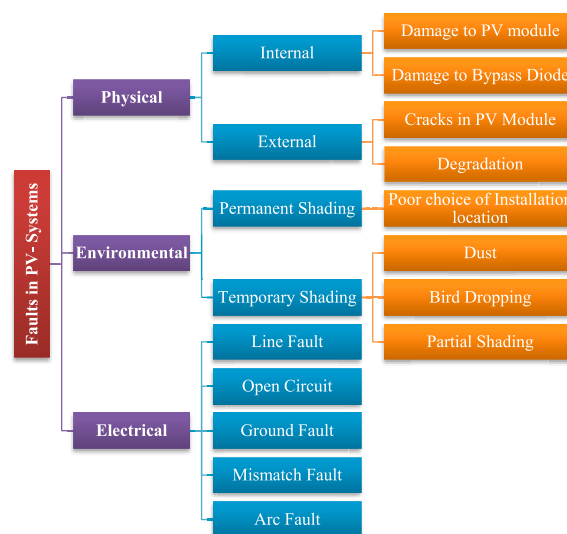 Faults in PV- Systems
Physical
Internal
Damage to PV module
Damage to Bypass Diode
External
Cracks in PV Module
Degradation
Environmental
Permanent Shading
Poor choice of Installation
location
Temporary Shading
Dust
Bird Dropping
Partial Shading
Electrical
Line Fault
Open Circuit
Ground Fault
Mismatch Fault
Arc Fault